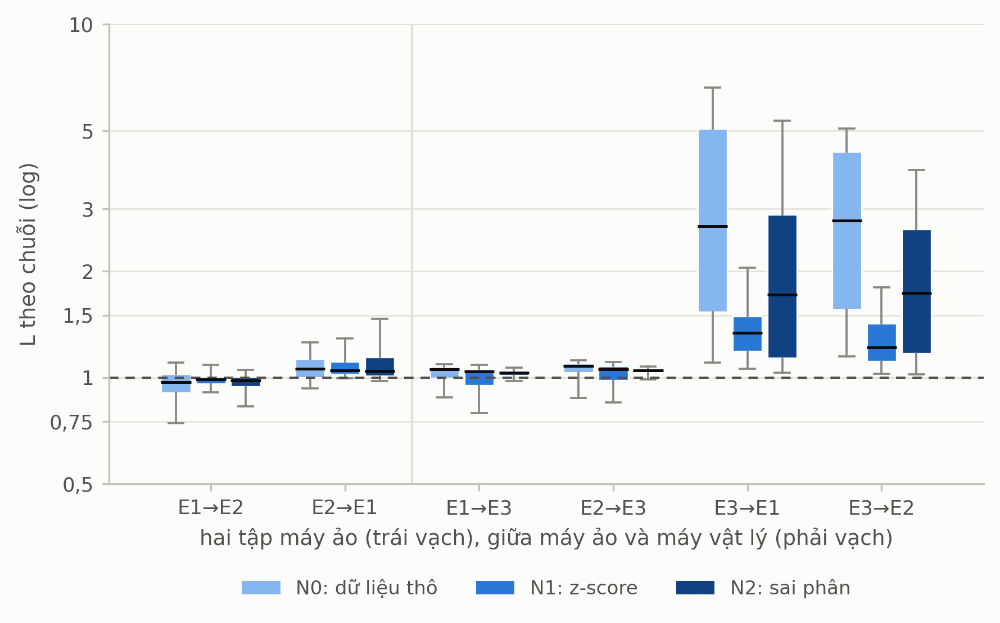 10
5
3
2
1,5
1
0,75
0,5
L theo chuỗi (log)
E1→E2 E2→E1 E1→E3 E2→E3 E3→E1 E3→E2
hai tập máy ảo (trái vạch), giữa máy ảo và máy vật lý (phải vạch)
N0: dữ liệu thô N1: z-score N2: sai phân